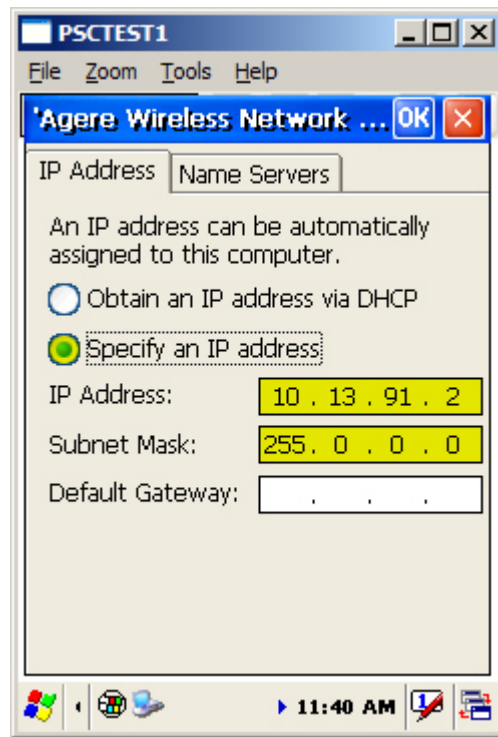 PSCTEST1
File Zoom Tools Help
'Agere Wireless Network ... OK
IP Address Name Servers
An IP address can be automatically
assigned to this computer.
Obtain an IP address via DHCP
Specify an IP address
IP Address: 10 . 13 . 91 . 2
Subnet Mask: 255. 0 . 0 . 0
Default Gateway: . . .
11:40 AM